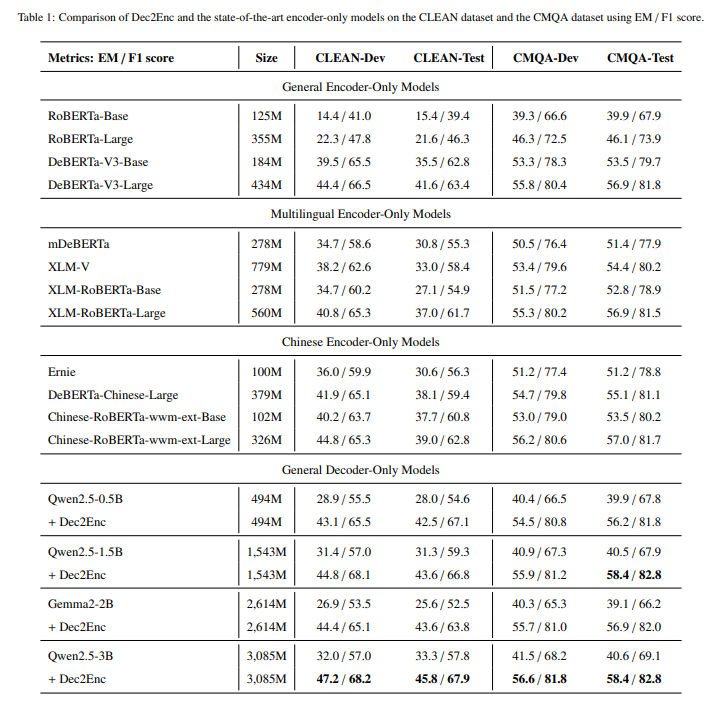 Table 1: Comparison of Dec2Enc and the state-of-the-art encoder-only models on the CLEAN dataset and the CMQA dataset using EM / F1 score.
Metrics: EM / F1 score Size CLEAN-Dev CLEAN-Test CMQA-Dev CMQA-Test
General Encoder-Only Models
RoBERTa-Base 125M 14.4 / 41.0 15.4 / 39.4 39.3 / 66.6 39.9 / 67.9
RoBERTa-Large 355M 22.3 / 47.8 21.6 / 46.3 46.3 / 72.5 46.1 / 73.9
DeBERTa-V3-Base 184M 39.5 / 65.5 35.5 / 62.8 53.3 / 78.3 53.5 / 79.7
DeBERTa-V3-Large 434M 44.4 / 66.5 41.6 / 63.4 55.8 / 80.4 56.9 / 81.8
Multilingual Encoder-Only Models
mDeBERTa 278M 34.7 / 58.6 30.8 / 55.3 50.5 / 76.4 51.4 / 77.9
XLM-V 779M 38.2 / 62.6 33.0 / 58.4 53.4 / 79.6 54.4 / 80.2
XLM-RoBERTa-Base 278M 34.7 / 60.2 27.1 / 54.9 51.5 / 77.2 52.8 / 78.9
XLM-RoBERTa-Large 560M 40.8 / 65.3 37.0 / 61.7 55.3 / 80.2 56.9 / 81.5
Chinese Encoder-Only Models
Ernie 100M 36.0 / 59.9 30.6 / 56.3 51.2 / 77.4 51.2 / 78.8
DeBERTa-Chinese-Large 379M 41.9 / 65.1 38.1 / 59.4 54.7 / 79.8 55.1 / 81.1
Chinese-RoBERTa-wwm-ext-Base 102M 40.2 / 63.7 37.7 / 60.8 53.0 / 79.0 53.5 / 80.2
Chinese-RoBERTa-wwm-ext-Large 326M 44.8 / 65.3 39.0 / 62.8 56.2 / 80.6 57.0 / 81.7
General Decoder-Only Models
Qwen2.5-0.5B 494M 28.9 / 55.5 28.0 / 54.6 40.4 / 66.5 39.9 / 67.8
+ Dec2Enc 494M 43.1 / 65.5 42.5 / 67.1 54.5 / 80.8 56.2 / 81.8
Qwen2.5-1.5B 1,543M 31.4 / 57.0 31.3 / 59.3 40.9 / 67.3 40.5 / 67.9
+ Dec2Enc 1,543M 44.8 / 68.1 43.6 / 66.8 55.9 / 81.2 58.4 / 82.8
Gemma2-2B 2,614M 26.9 / 53.5 25.6 / 52.5 40.3 / 65.3 39.1 / 66.2
+ Dec2Enc 2,614M 44.4 / 65.1 43.6 / 63.8 55.7 / 81.0 56.9 / 82.0
Qwen2.5-3B 3,085M 32.0 / 57.0 33.3 / 57.8 41.5 / 68.2 40.6 / 69.1
+ Dec2Enc 3,085M 47.2 / 68.2 45.8 / 67.9 56.6 / 81.8 58.4 / 82.8